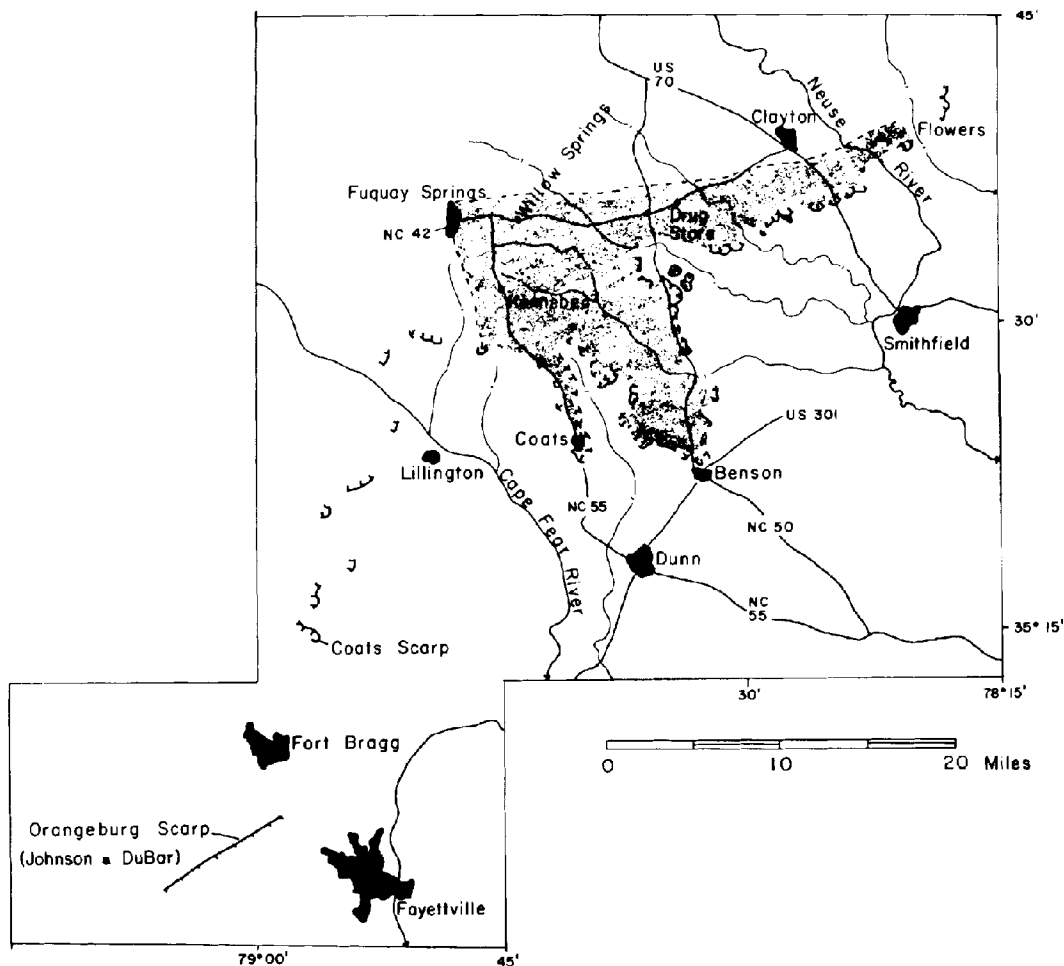 45'
US
70
Neuse
River
Clayton
Flowers
Willow Springs
Fuquay Springs
NC 42
Drug
Store
30'
Smithfield
US 301
Coats
Lillington
Benson
Cape Fear
River
NC 55
NC 50
Dunn
NC
55
35° 15'
Coats Scarp
30'
78° 15'
Fort Bragg
0 10 20 Miles
Orangeburg Scarp
(Johnson & DuBar)
Fayettville
79° 00'
45'